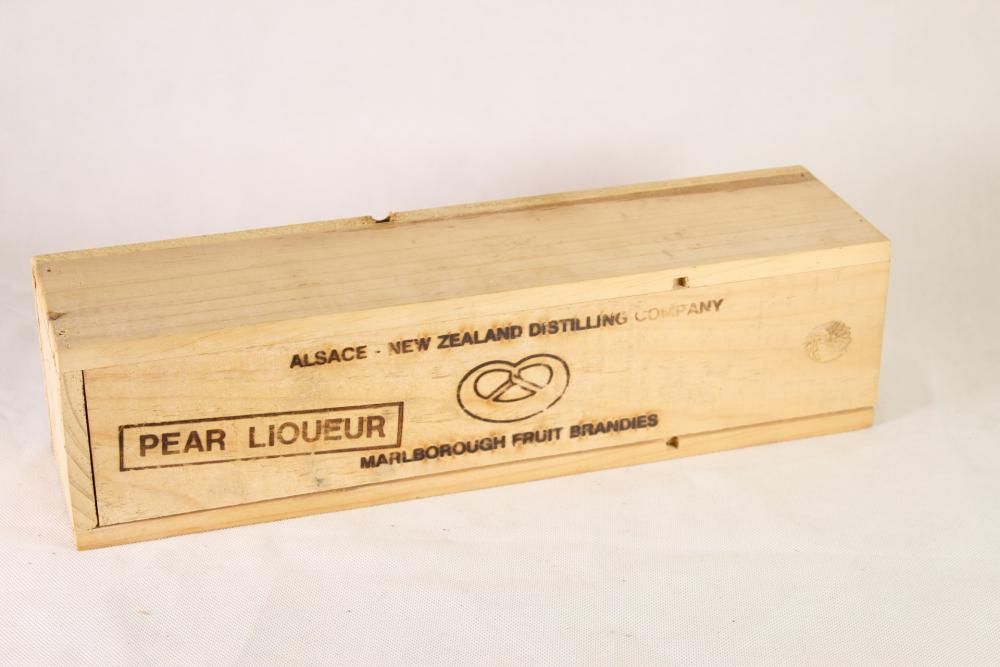 ALSACE - NEW ZEALAND DISTILLING COMPANY
PEAR LIQUEUR
MARLBOROUGH FRUIT BRANDIES